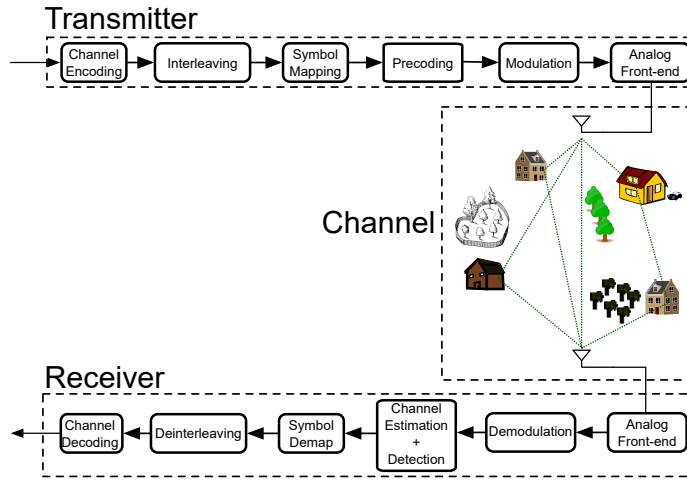 Transmitter
Channel
Encoding
Interleaving
Symbol
Mapping
Precoding
Modulation
Analog
Front-end
Channel
Receiver
Channel
Decoding
Deinterleaving
Symbol
Demap
Channel
Estimation
+
Detection
Demodulation
Analog
Front-end